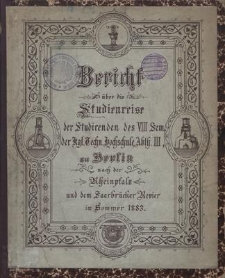 Bericht
über die
Studienreise
der Studirenden des VIII Sem.
der Kgl. Techn. Hochschule, Abth. III,
zu Berlin
nach der
Rheinpfalz
und dem Saarbrücker Revier
im Sommer 1883.